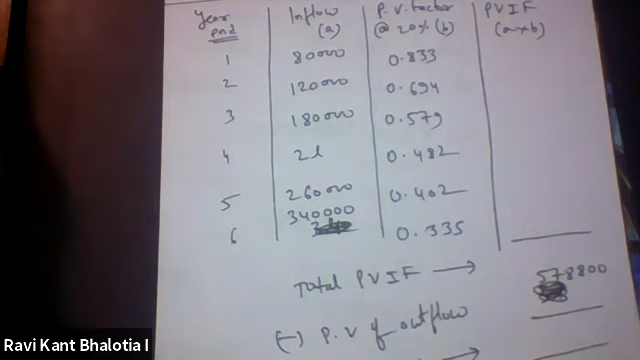 Year end Inflow (a) P.V. Factor @ 20% (b) PVIF (a×b)
1 80000 0.833
2 120000 0.694
3 180000 0.579
4 2l 0.482
5 260000 0.402
6 340000 0.335
Total PVIF → 578800
(-) P.V of outflow
Ravi Kant Bhalotia I